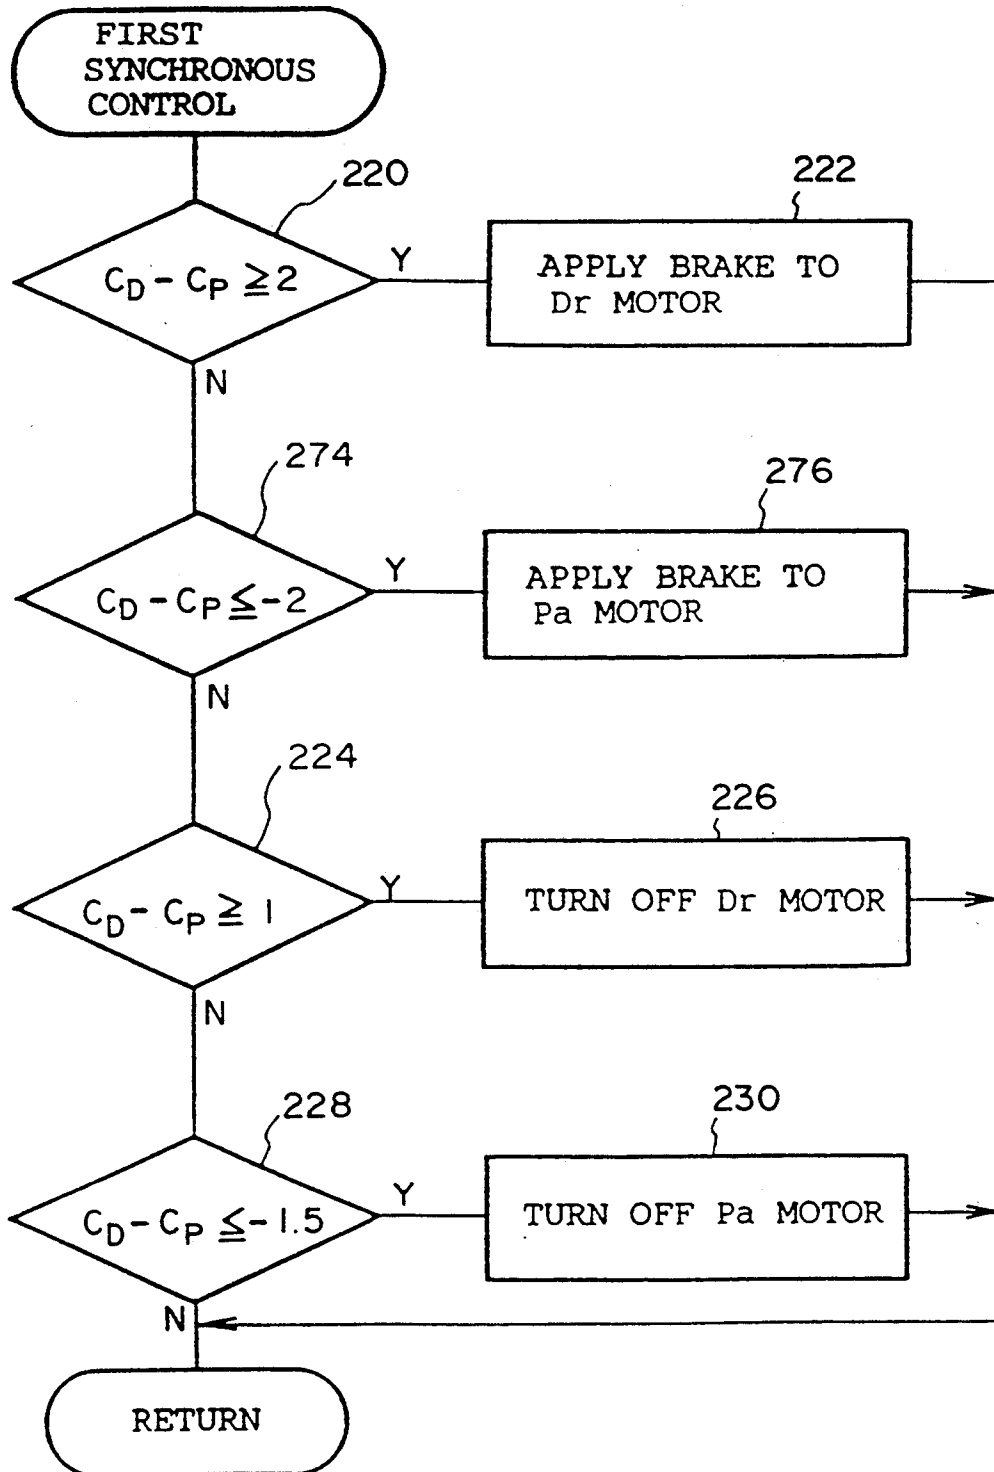 FIRST
SYNCHRONOUS
CONTROL
220
222
C_D - C_P ≧ 2
Y
APPLY BRAKE TO
Dr MOTOR
N
274
276
C_D - C_P ≦ -2
Y
APPLY BRAKE TO
Pa MOTOR
N
224
226
C_D - C_P ≧ 1
Y
TURN OFF Dr MOTOR
N
228
230
C_D - C_P ≦ -1.5
Y
TURN OFF Pa MOTOR
N
RETURN